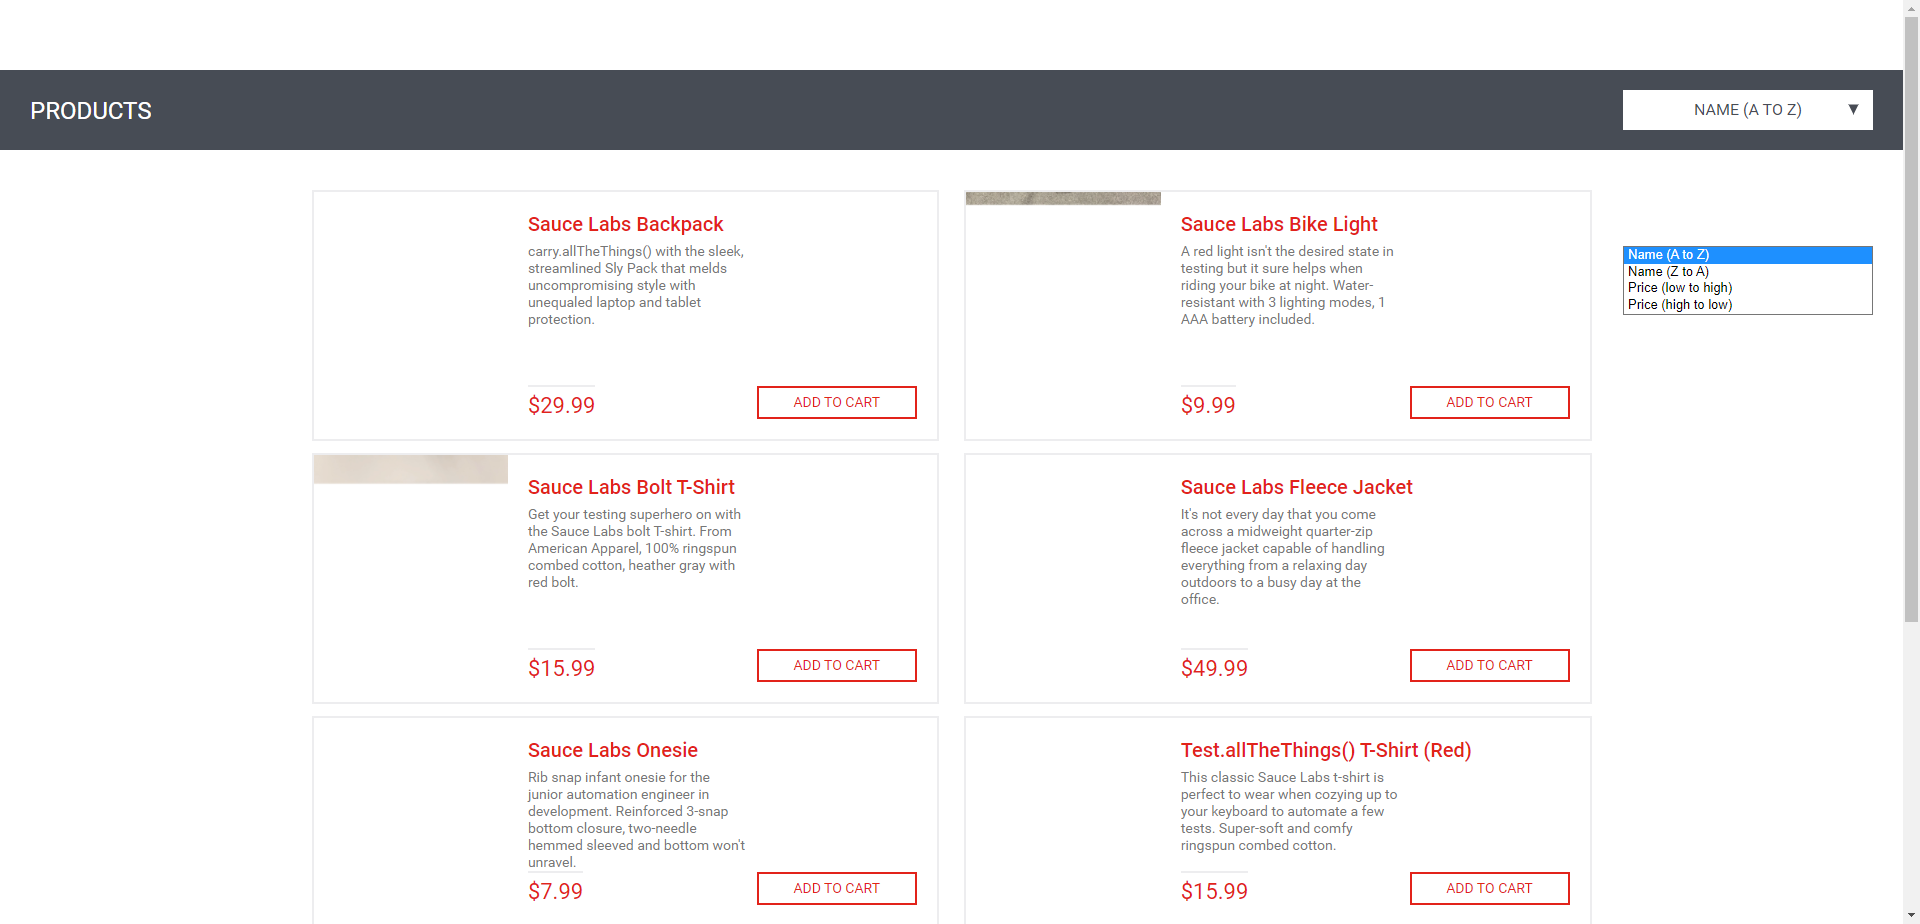 PRODUCTS
NAME (A TO Z)
▼
Sauce Labs Backpack
carry.allTheThings() with the sleek,
streamlined Sly Pack that melds
uncompromising style with
unequaled laptop and tablet
protection.
$29.99
ADD TO CART
Sauce Labs Bike Light
A red light isn't the desired state in
testing but it sure helps when
riding your bike at night. Water-
resistant with 3 lighting modes, 1
AAA battery included.
$9.99
ADD TO CART
Name (A to Z)
Name (Z to A)
Price (low to high)
Price (high to low)
Sauce Labs Bolt T-Shirt
Get your testing superhero on with
the Sauce Labs bolt T-shirt. From
American Apparel, 100% ringspun
combed cotton, heather gray with
red bolt.
$15.99
ADD TO CART
Sauce Labs Fleece Jacket
It's not every day that you come
across a midweight quarter-zip
fleece jacket capable of handling
everything from a relaxing day
outdoors to a busy day at the
office.
$49.99
ADD TO CART
Sauce Labs Onesie
Rib snap infant onesie for the
junior automation engineer in
development. Reinforced 3-snap
bottom closure, two-needle
hemmed sleeved and bottom won't
unravel.
$7.99
ADD TO CART
Test.allTheThings() T-Shirt (Red)
This classic Sauce Labs t-shirt is
perfect to wear when cozying up to
your keyboard to automate a few
tests. Super-soft and comfy
ringspun combed cotton.
$15.99
ADD TO CART